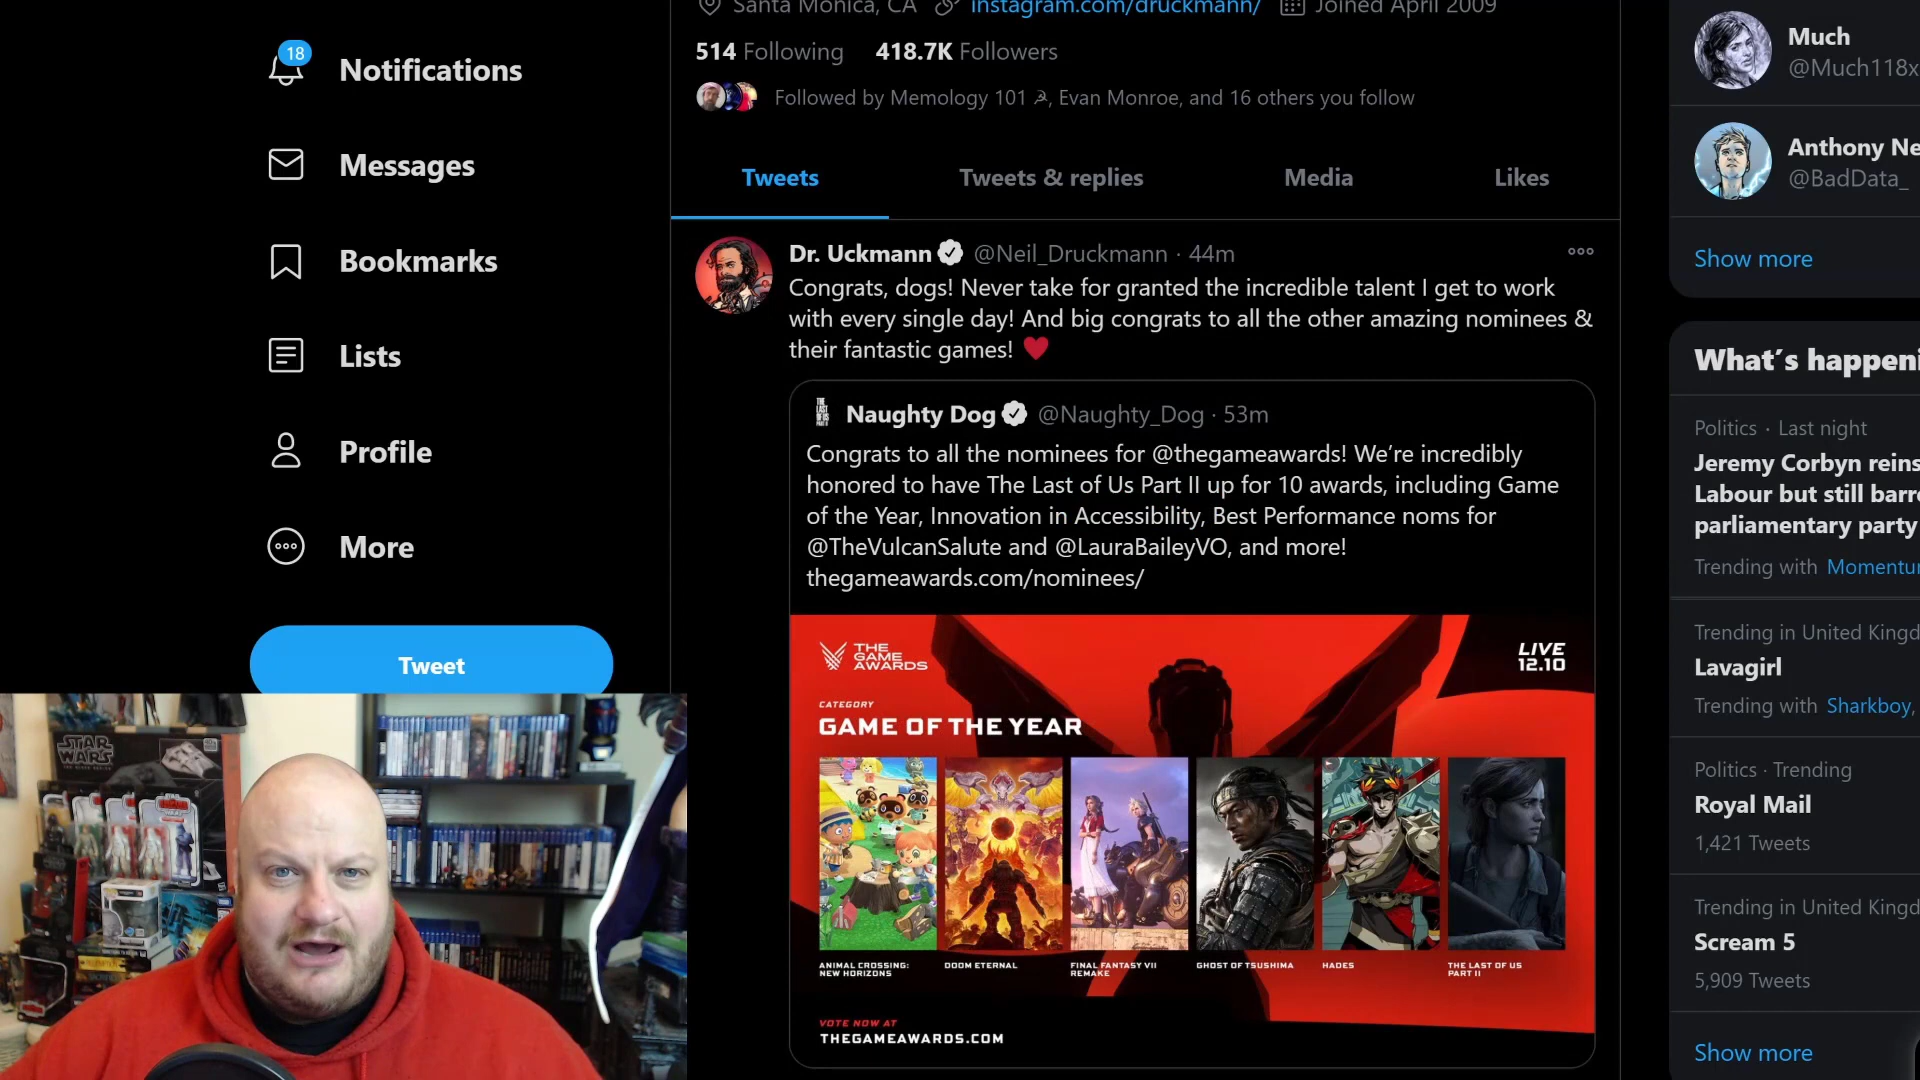 18
Notifications
Messages
Bookmarks
Lists
Profile
More
Tweet
STAR
WARS
Santa Monica, CA instagram.com/druckmann/ Joined April 2009
514 Following 418.7K Followers
Followed by Memology 101 ☭, Evan Monroe, and 16 others you follow
Tweets Tweets & replies Media Likes
Dr. Uckmann @Neil_Druckmann · 44m
Congrats, dogs! Never take for granted the incredible talent I get to work
with every single day! And big congrats to all the other amazing nominees &
their fantastic games! ♥
Naughty Dog @Naughty_Dog · 53m
Congrats to all the nominees for @thegameawards! We’re incredibly
honored to have The Last of Us Part II up for 10 awards, including Game
of the Year, Innovation in Accessibility, Best Performance noms for
@TheVulcanSalute and @LauraBaileyVO, and more!
thegameawards.com/nominees/
THE
GAME
AWARDS
LIVE
12.10
CATEGORY
GAME OF THE YEAR
ANIMAL CROSSING:
NEW HORIZONS
DOOM ETERNAL
FINAL FANTASY VII
REMAKE
GHOST OF TSUSHIMA
HADES
THE LAST OF US
PART II
VOTE NOW AT
THEGAMEAWARDS.COM
Much
@Much118x
Anthony Ne
@BadData_
Show more
What’s happeni
Politics · Last night
Jeremy Corbyn reins
Labour but still barre
parliamentary party
Trending with Momentum
Trending in United Kingd
Lavagirl
Trending with Sharkboy,
Politics · Trending
Royal Mail
1,421 Tweets
Trending in United Kingd
Scream 5
5,909 Tweets
Show more